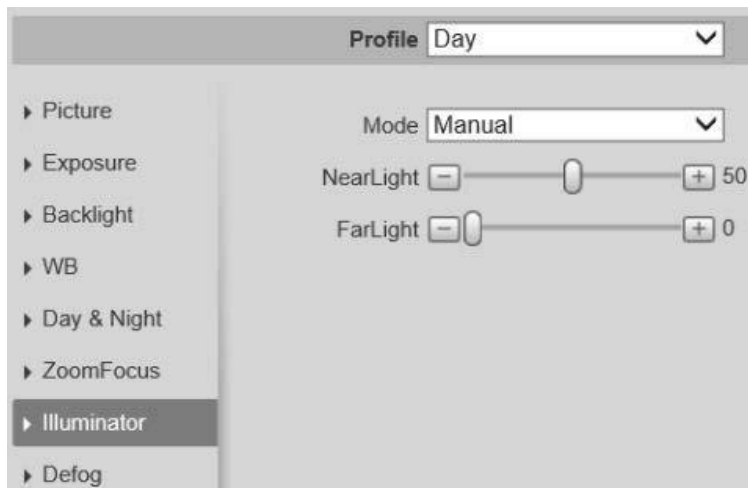 Profile Day
Picture
Exposure
Backlight
WB
Day & Night
ZoomFocus
Illuminator
Defog
Mode Manual
NearLight - + 50
FarLight - + 0